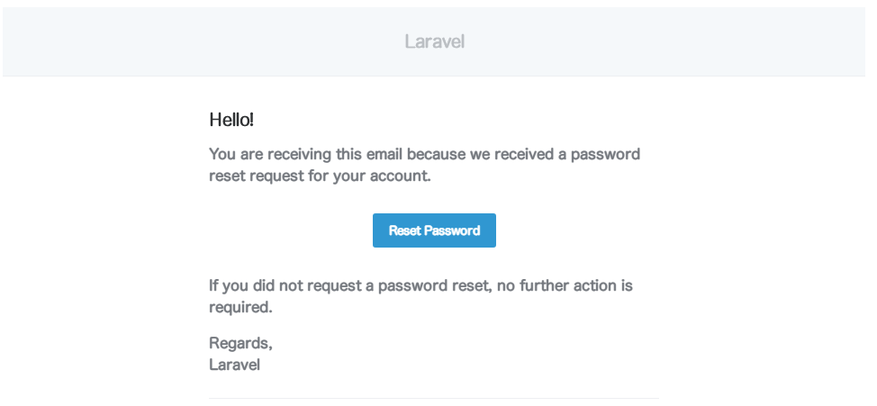 Laravel
Hello!
You are receiving this email because we received a password
reset request for your account.
Reset Password
If you did not request a password reset, no further action is
required.
Regards,
Laravel